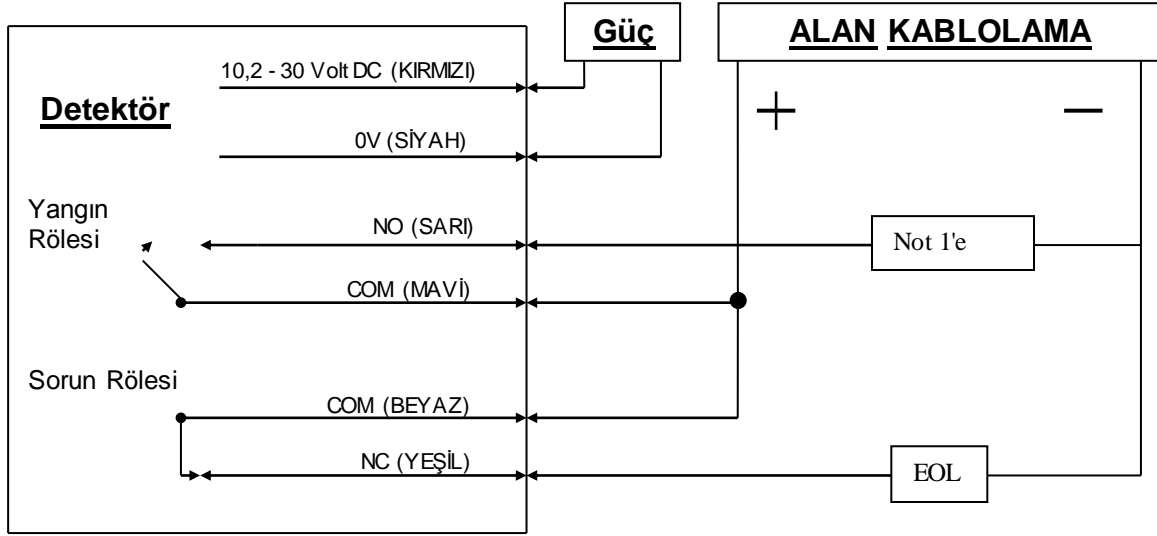 Güç
ALAN KABLOLAMA
10,2 - 30 Volt DC (KIRMIZI)
Detektör
+
−
0V (SİYAH)
Yangın
Rölesi
NO (SARI)
Not 1'e
COM (MAVİ)
Sorun Rölesi
COM (BEYAZ)
NC (YEŞİL)
EOL